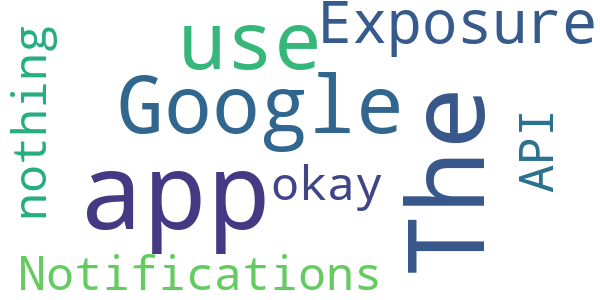 Exposure
use
nothing
Google
The
API
app
okay
Notifications